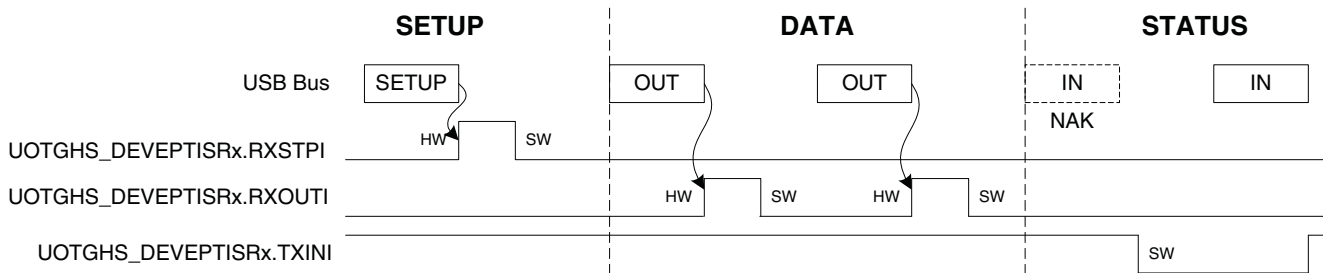 SETUP DATA STATUS
USB Bus SETUP OUT OUT IN IN
NAK
UOTGHS_DEVEPTISRx.RXSTPI HW SW
UOTGHS_DEVEPTISRx.RXOUTI HW SW HW SW
UOTGHS_DEVEPTISRx.TXINI SW